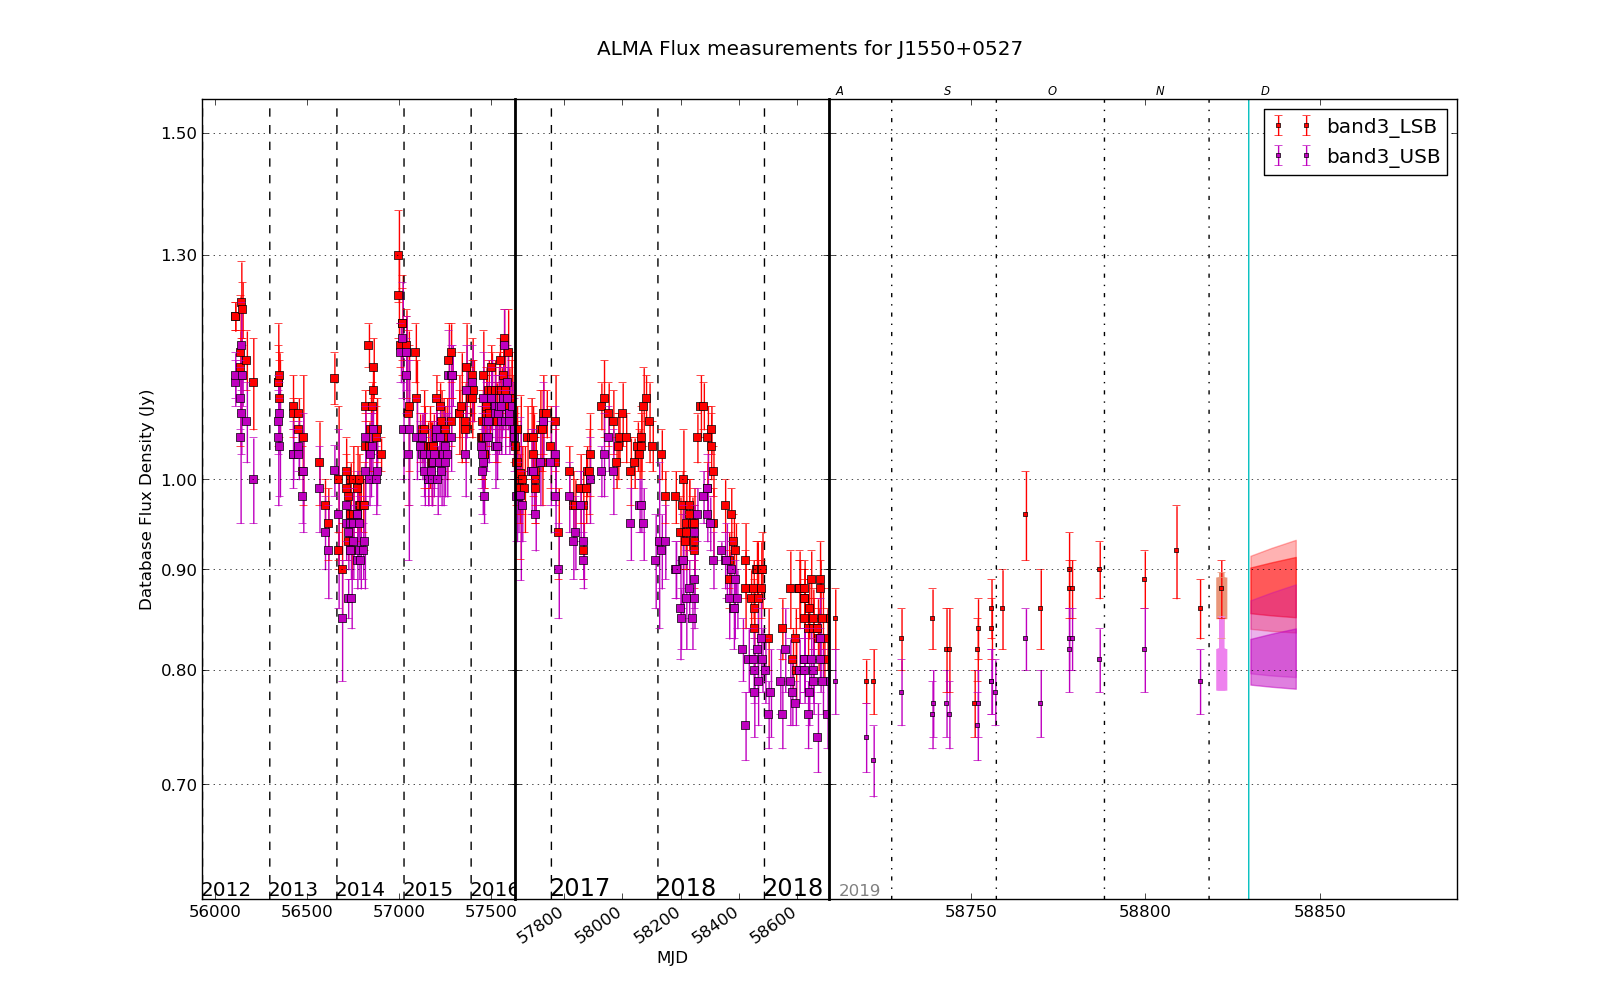 ALMA Flux measurements for J1550+0527
A S O N D
band3_LSB
band3_USB
1.50
1.30
1.00
0.90
0.80
0.70
Database Flux Density (Jy)
2012 2013 2014 2015 2016 2017 2018 2018 2019
56000 56500 57000 57500 57800 58000 58200 58400 58600 58750 58800 58850
MJD